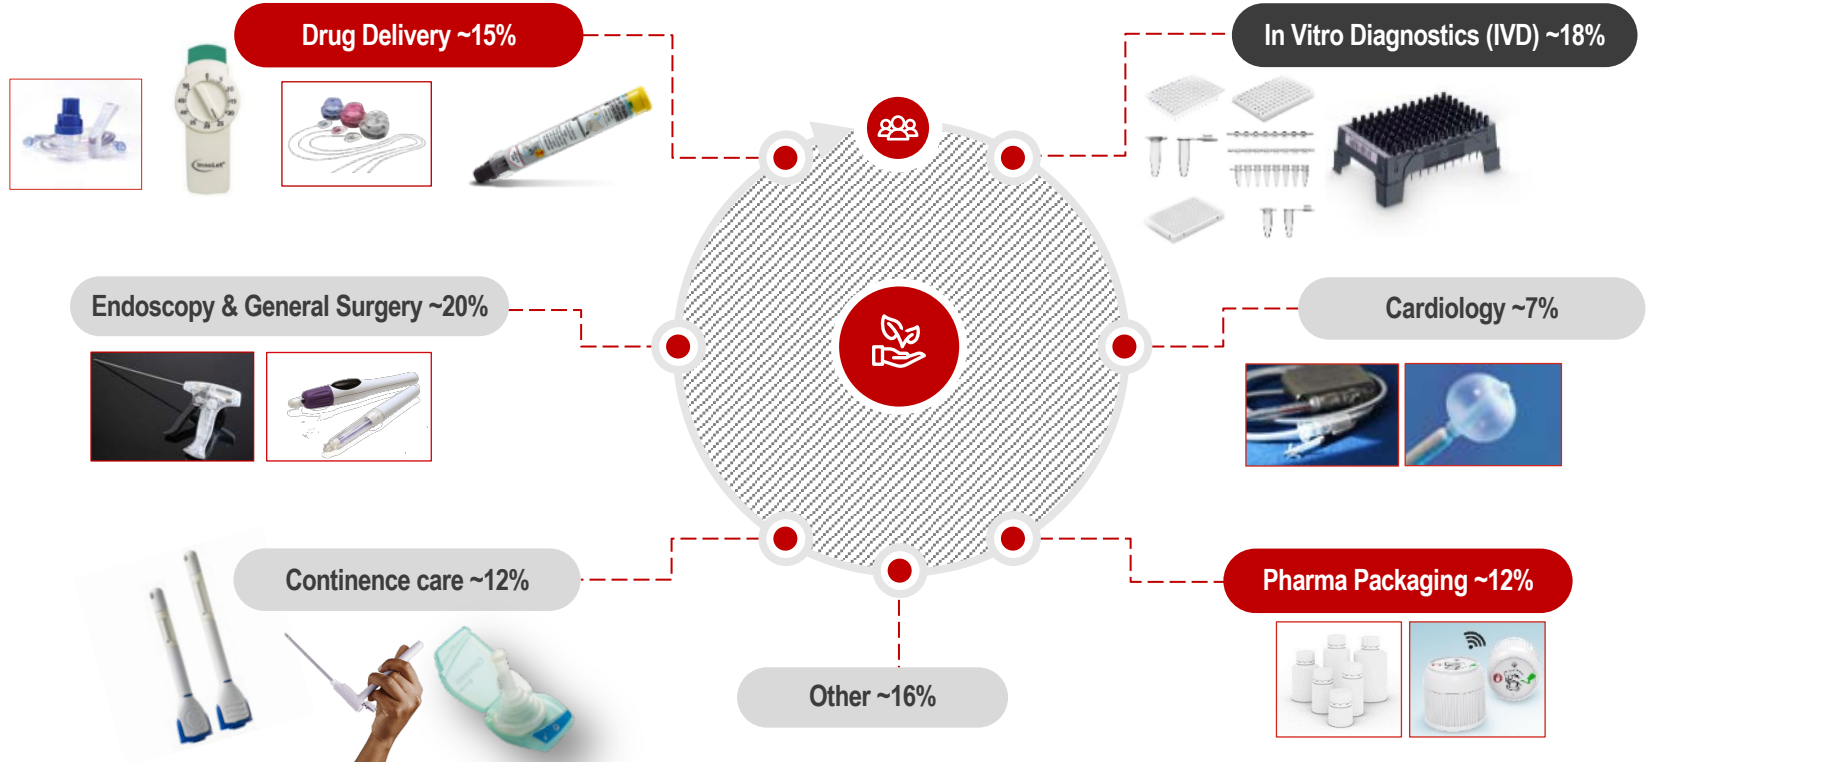 Drug Delivery ~15%
In Vitro Diagnostics (IVD) ~18%
InnoLet
Endoscopy & General Surgery ~20%
Cardiology ~7%
Continence care ~12%
Pharma Packaging ~12%
Other ~16%